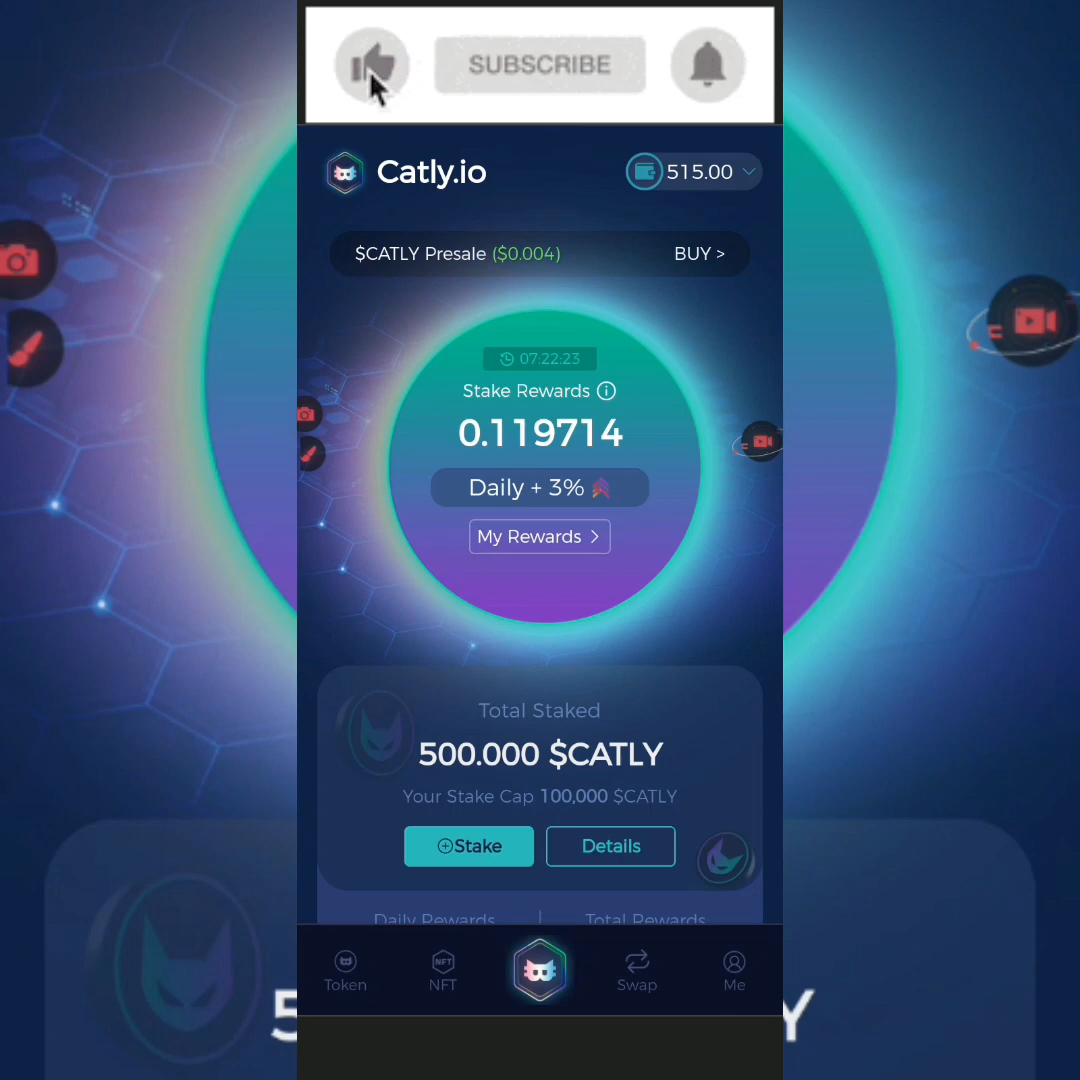 SUBSCRIBE
Catly.io
515.00
$CATLY Presale ($0.004)
BUY >
07:22:23
Stake Rewards
0.119714
Daily + 3%
My Rewards >
Total Staked
500.000 $CATLY
Your Stake Cap 100,000 $CATLY
Stake
Details
Daily Rewards
Total Rewards
Token
NFT
NFT
Swap
Me
5
Y